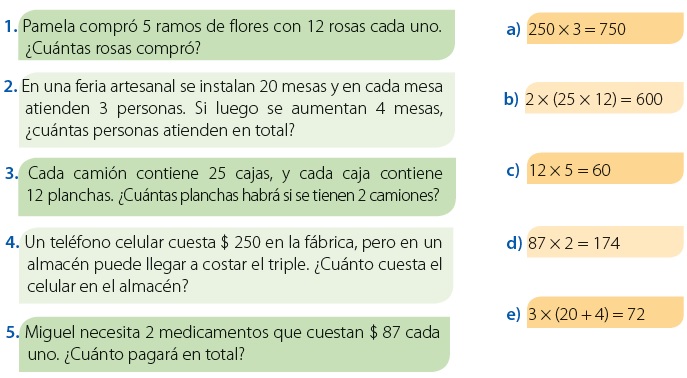 1. Pamela compró 5 ramos de flores con 12 rosas cada uno.
¿Cuántas rosas compró?
2. En una feria artesanal se instalan 20 mesas y en cada mesa
atienden 3 personas. Si luego se aumentan 4 mesas,
¿cuántas personas atienden en total?
3. Cada camión contiene 25 cajas, y cada caja contiene
12 planchas. ¿Cuántas planchas habrá si se tienen 2 camiones?
4. Un teléfono celular cuesta $ 250 en la fábrica, pero en un
almacén puede llegar a costar el triple. ¿Cuánto cuesta el
celular en el almacén?
5. Miguel necesita 2 medicamentos que cuestan $ 87 cada
uno. ¿Cuánto pagará en total?
a) 250 × 3 = 750
b) 2 × (25 × 12) = 600
c) 12 × 5 = 60
d) 87 × 2 = 174
e) 3 × (20 + 4) = 72